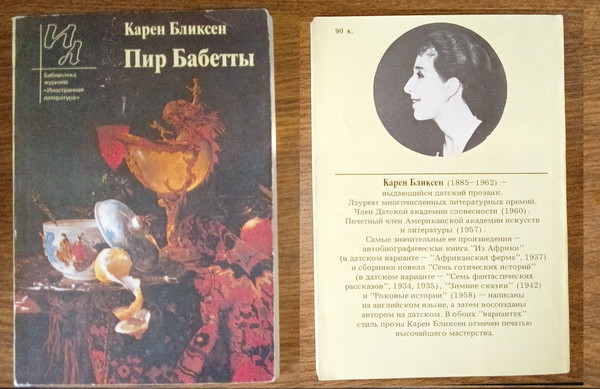 ИЛ
Библиотека
журнала
«Иностранная
литература»
Карен Бликсен
Пир Бабетты
90 к.
Карен Бликсен (1885—1962) —
выдающийся датский прозаик.
Лауреат многочисленных литературных премий.
Член Датской академии словесности (1960).
Почетный член Американской академии искусств
и литературы (1957).
Самые значительные ее произведения —
автобиографическая книга "Из Африки"
(в датском варианте — "Африканская ферма", 1937)
и сборники новелл "Семь готических историй"
(в датском варианте — "Семь фантастических
рассказов", 1934, 1935), "Зимние сказки" (1942)
и "Роковые истории" (1958) — написаны
на английском языке, а затем воссозданы
автором на датском. В обоих "вариантах"
стиль прозы Карен Бликсен отмечен печатью
высочайшего мастерства.